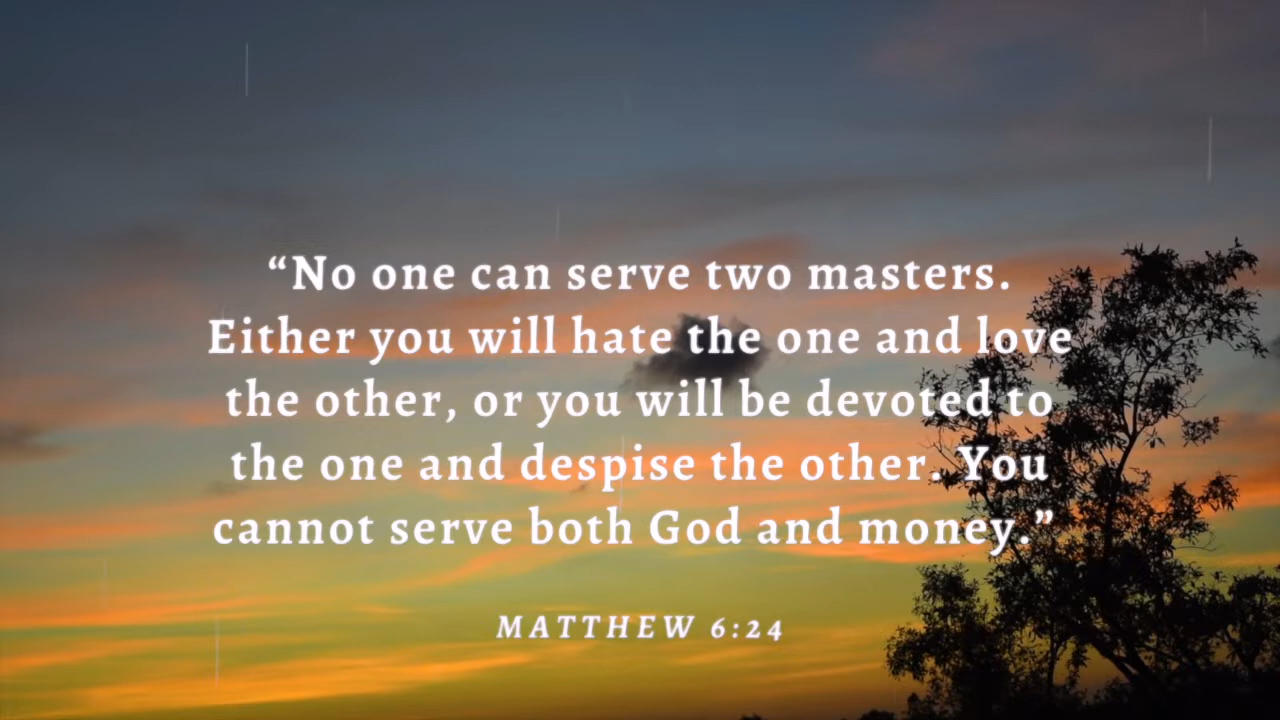 “No one can serve two masters.
Either you will hate the one and love
the other, or you will be devoted to
the one and despise the other. You
cannot serve both God and money.”
MATTHEW 6:24